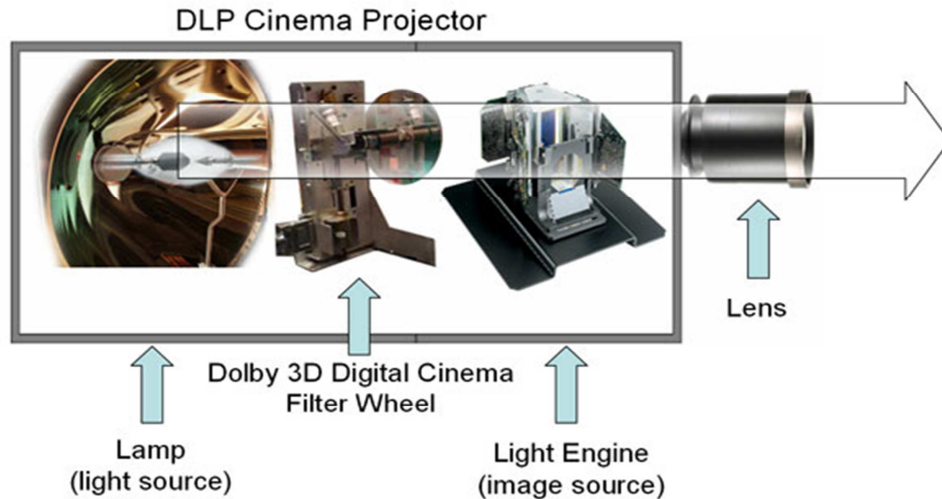 DLP Cinema Projector
Lens
Dolby 3D Digital Cinema
Filter Wheel
Lamp
(light source)
Light Engine
(image source)